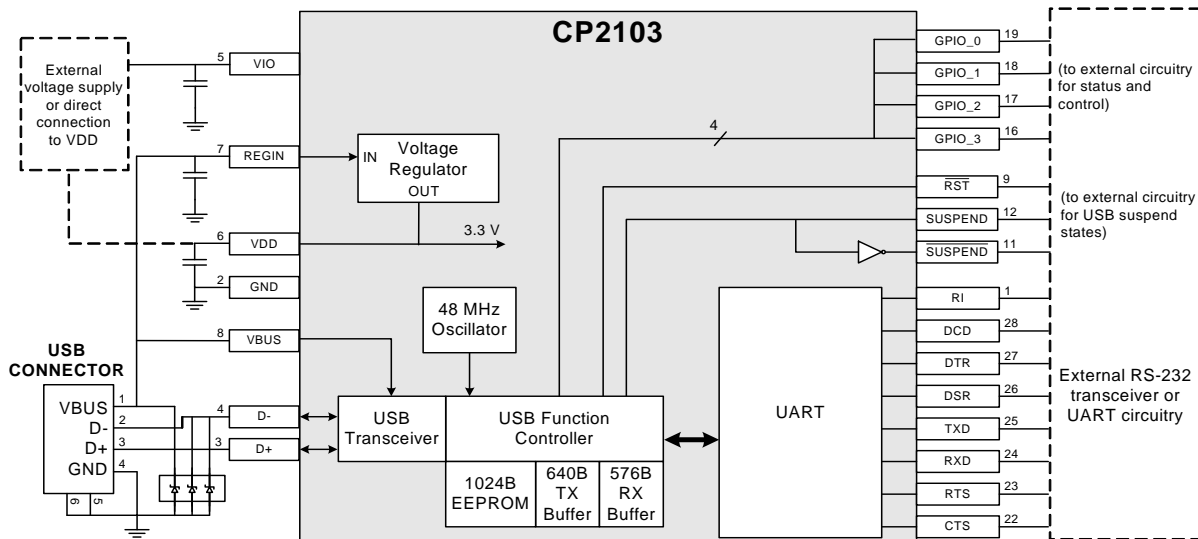 CP2103
External
voltage supply
or direct
connection
to VDD
5
VIO
7
REGIN
6
VDD
2
GND
8
VBUS
4
D-
3
D+
IN
Voltage
Regulator
OUT
3.3 V
48 MHz
Oscillator
USB
CONNECTOR
VBUS
1
D-
2
D+
3
GND
4
6
5
USB
Transceiver
USB Function
Controller
1024B
EEPROM
640B
TX
Buffer
576B
RX
Buffer
UART
4
GPIO_0
19
GPIO_1
18
GPIO_2
17
GPIO_3
16
RST
9
SUSPEND
12
SUSPEND
11
RI
1
DCD
28
DTR
27
DSR
26
TXD
25
RXD
24
RTS
23
CTS
22
(to external circuitry
for status and
control)
(to external circuitry
for USB suspend
states)
External RS-232
transceiver or
UART circuitry